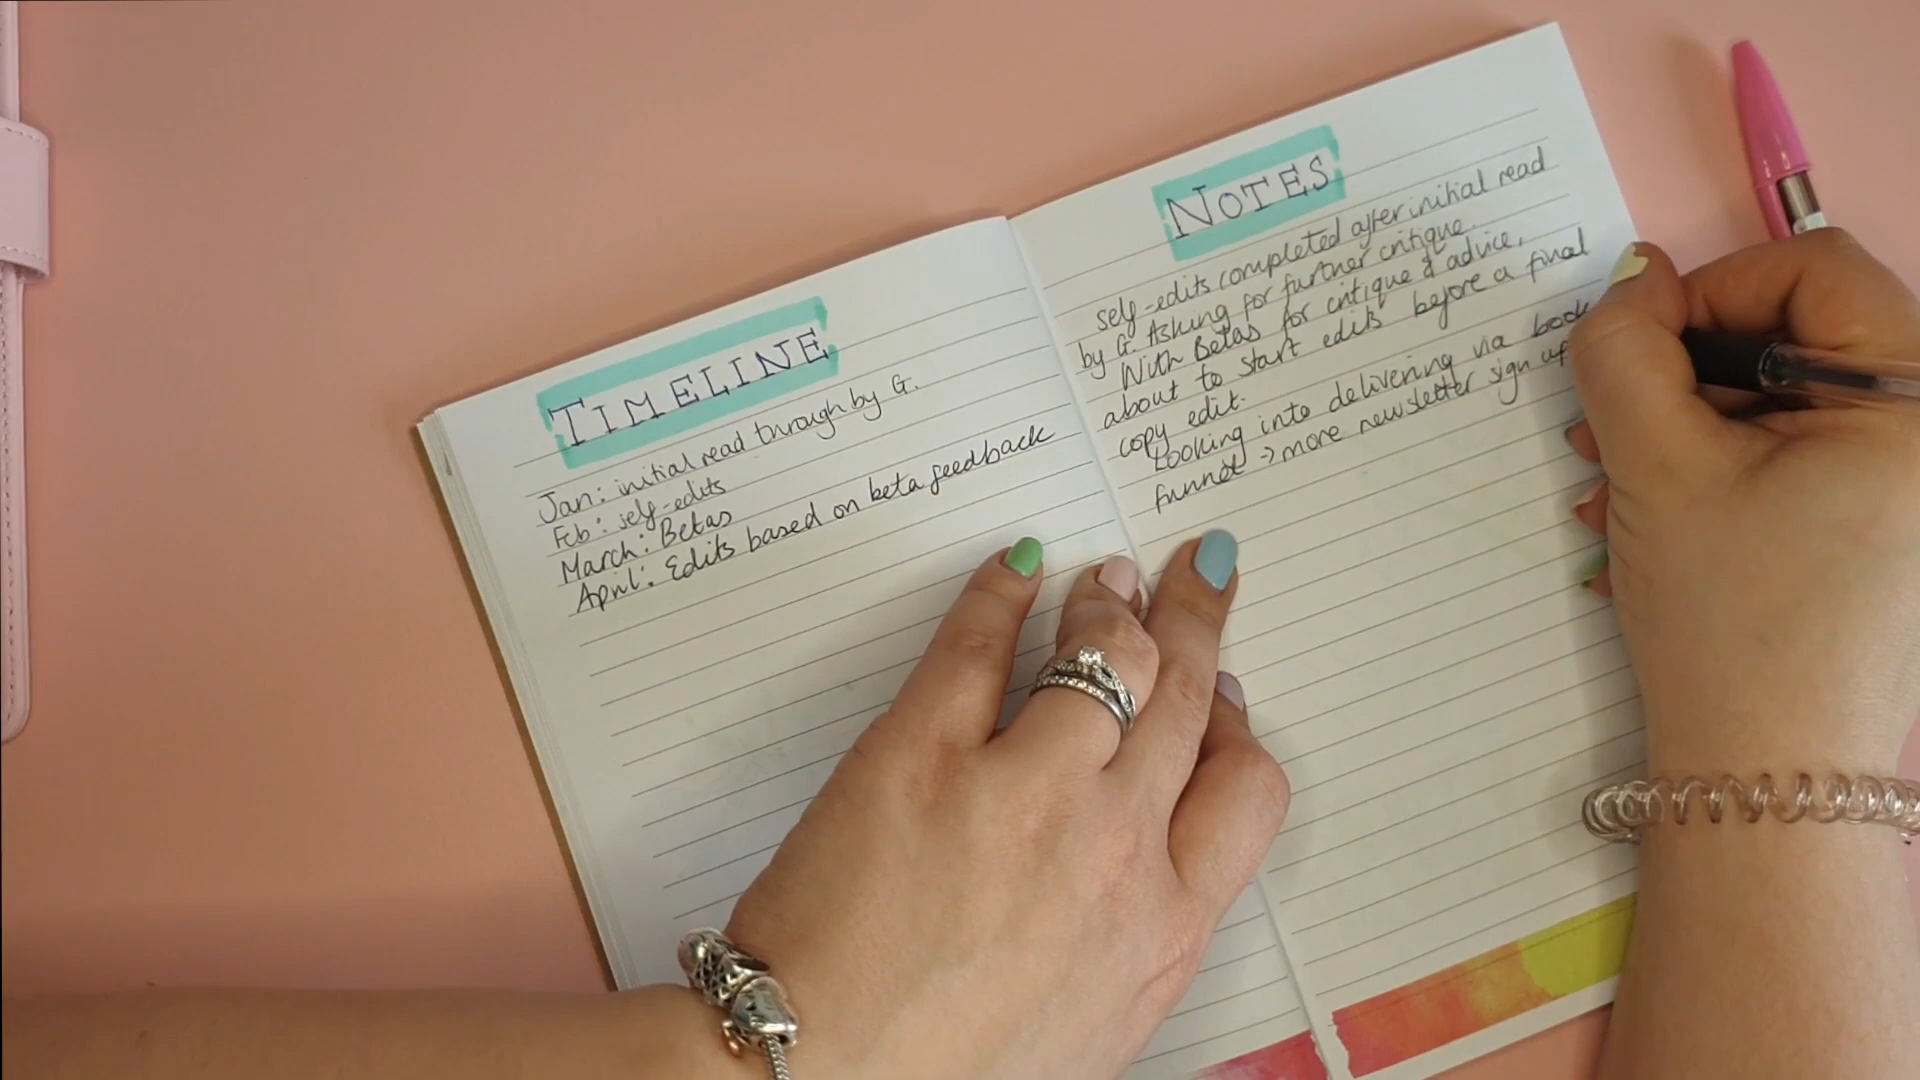 TIMELINE
Jan: initial read through by G.
Feb: self-edits
March: Betas
April: Edits based on beta feedback
NOTES
self-edits completed after initial read
by G. Asking for further critique.
With Betas for critique & advice,
about to start edits before a final
copy edit.
Looking into delivering via book
funnel → more newsletter sign up